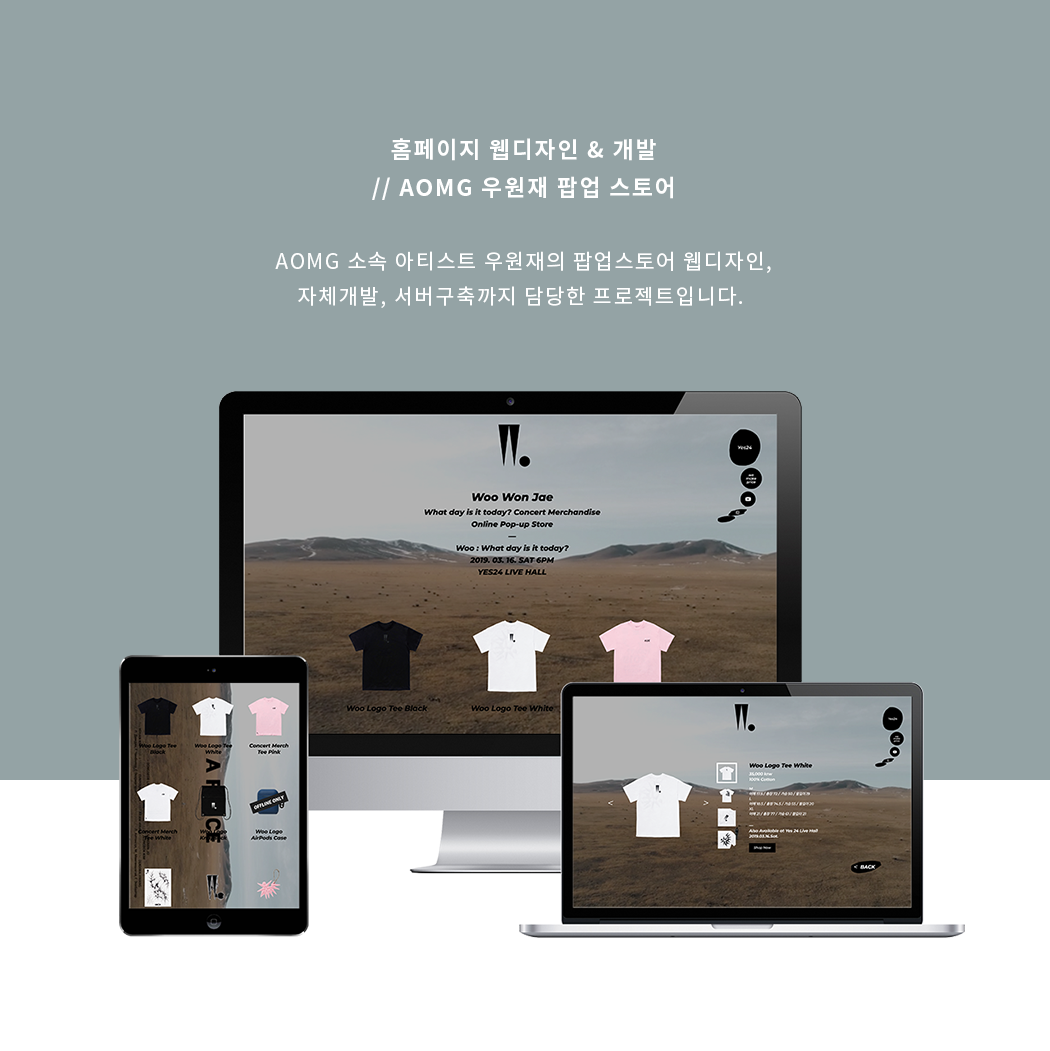 홈페이지 웹디자인 & 개발
// AOMG 우원재 팝업 스토어
AOMG 소속 아티스트 우원재의 팝업스토어 웹디자인,
자체개발, 서버구축까지 담당한 프로젝트입니다.
W.
Yes24
we make price
Woo Won Jae
What day is it today? Concert Merchandise
Online Pop-up Store
—
Woo : What day is it today?
2019. 03. 16. SAT 6PM
YES24 LIVE HALL
Woo Logo Tee Black
Woo Logo Tee White
Woo Logo Tee
Black
Woo Logo Tee
White
Concert Merch
Tee Pink
OFFLINE ONLY
Concert Merch
Tee White
Woo Logo
Woo Logo
AirPods Case
W.
Yes24
Woo Logo Tee White
35,000 krw
100% Cotton
< >
Also Available at Yes 24 Live Hall
2019.03.16.Sat.
Shop Now
< BACK